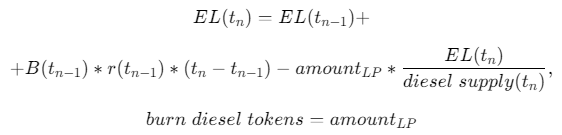 EL(t_n) = EL(t_{n-1})+
+B(t_{n-1}) * r(t_{n-1}) * (t_n - t_{n-1}) - amount_{LP} * \frac{EL(t_n)}{diesel supply(t_n)},
burn diesel tokens = amount_{LP}